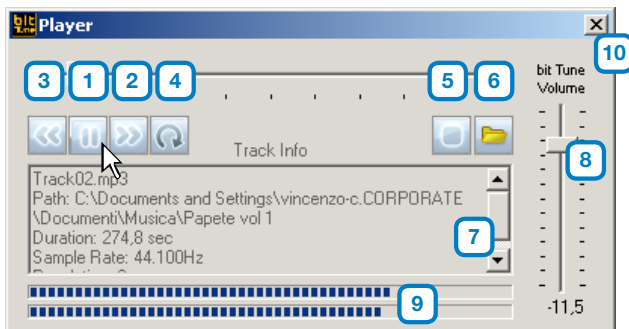 bit Tune Player
10
3 1 2 4 5 6
bit Tune
Volume
Track Info
8
Track02.mp3
Path: C:\Documents and Settings\vincenzo-c.CORPORATE
\Documenti\Musica\Papete vol 1
Duration: 274,8 sec
7
Sample Rate: 44.100Hz
9
-11,5